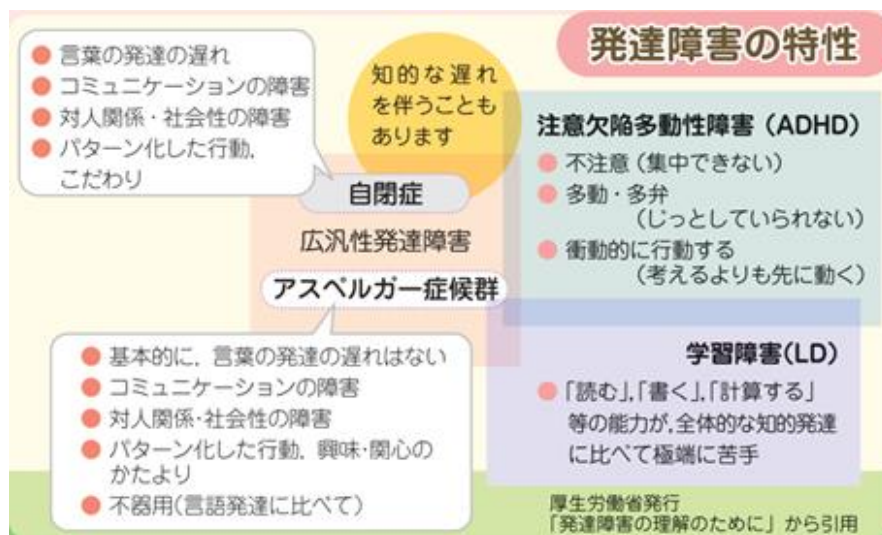 発達障害の特性
● 言葉の発達の遅れ
● コミュニケーションの障害
● 対人関係・社会性の障害
● パターン化した行動,
こだわり
知的な遅れ
を伴うことも
あります
自閉症
広汎性発達障害
アスペルガー症候群
● 基本的に, 言葉の発達の遅れはない
● コミュニケーションの障害
● 対人関係・社会性の障害
● パターン化した行動, 興味・関心の
かたより
● 不器用(言語発達に比べて)
注意欠陥多動性障害 (ADHD)
● 不注意 (集中できない)
● 多動・多弁
(じっとしていられない)
● 衝動的に行動する
(考えるよりも先に動く)
学習障害(LD)
● 「読む」,「書く」,「計算する」
等の能力が,全体的な知的発達
に比べて極端に苦手
厚生労働省発行
「発達障害の理解のために」から引用